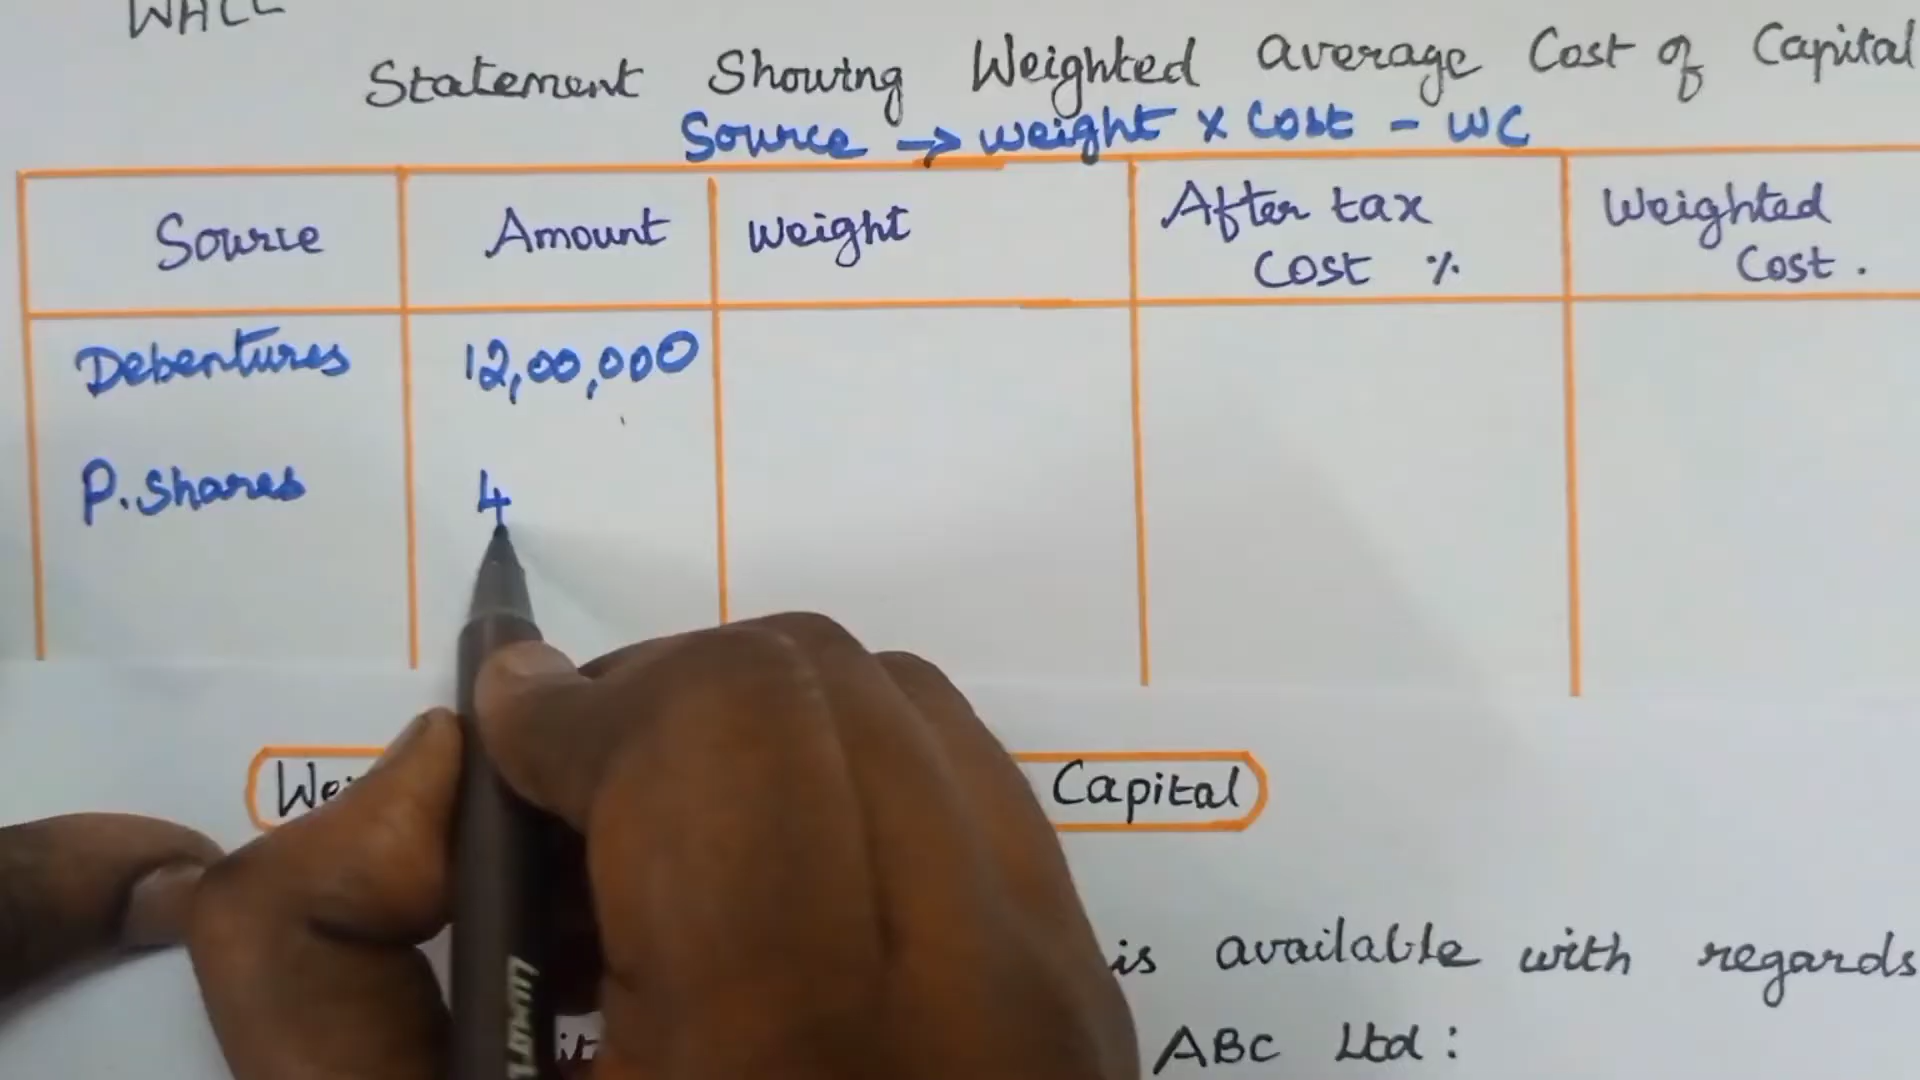 WACC
Statement Showing Weighted average Cost of Capital
Source → weight x Cost - WC
Source Amount Weight After tax Cost % Weighted Cost .
Debentures 12,00,000
P. Shares 4
Capital
is available with regards
ABC Ltd :